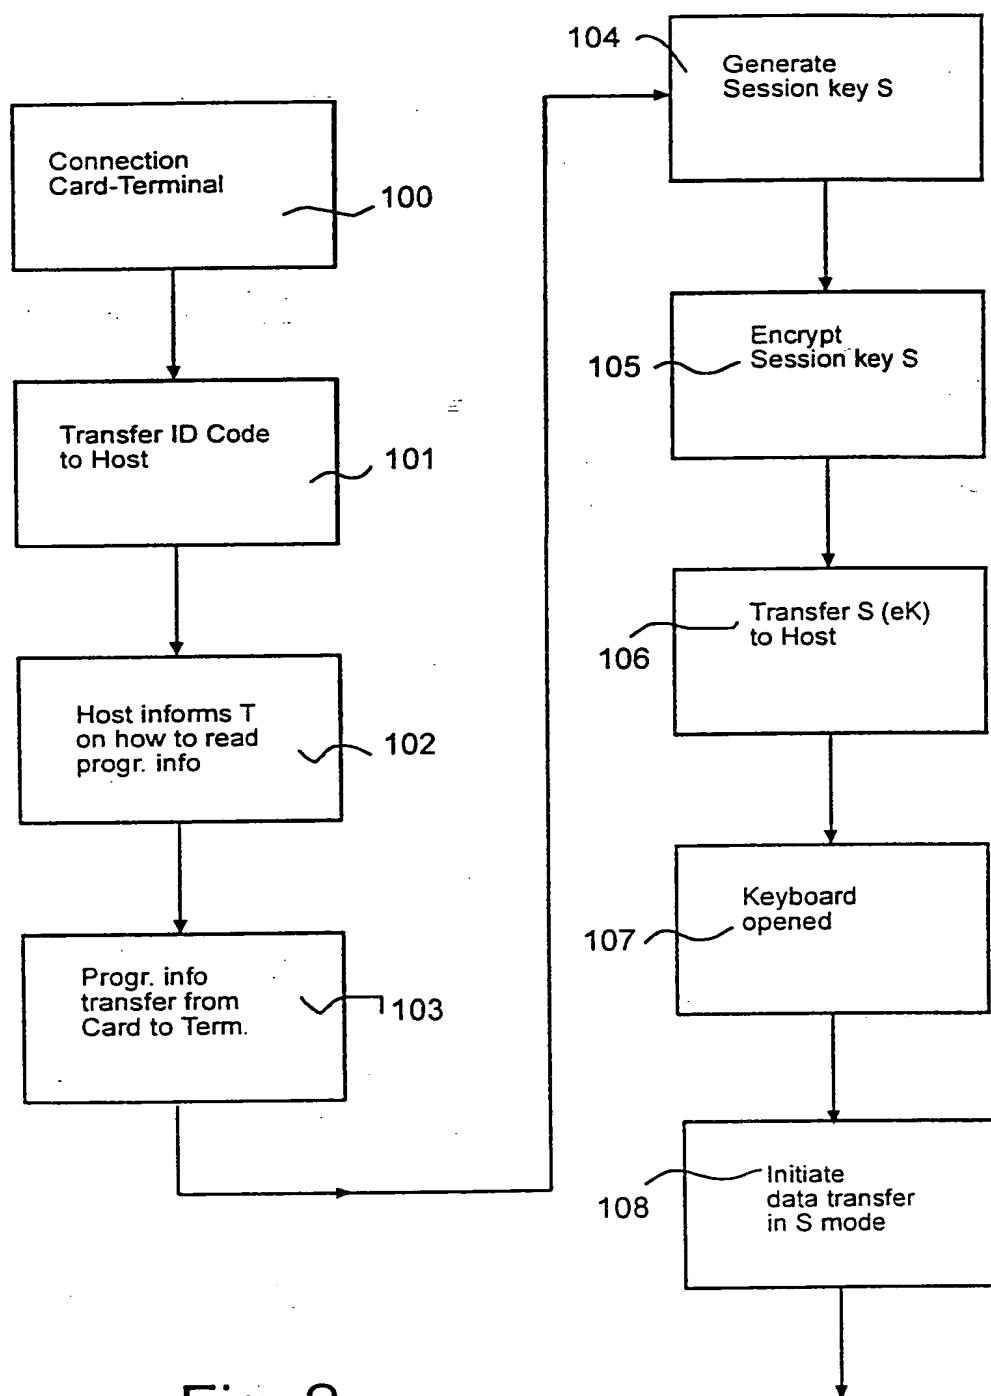 Connection
Card-Terminal
100
Transfer ID Code
to Host
101
Host informs T
on how to read
progr. info
102
Progr. info
transfer from
Card to Term.
103
104
Generate
Session key S
Encrypt
Session key S
105
Transfer S (eK)
to Host
106
Keyboard
opened
107
Initiate
data transfer
in S mode
108